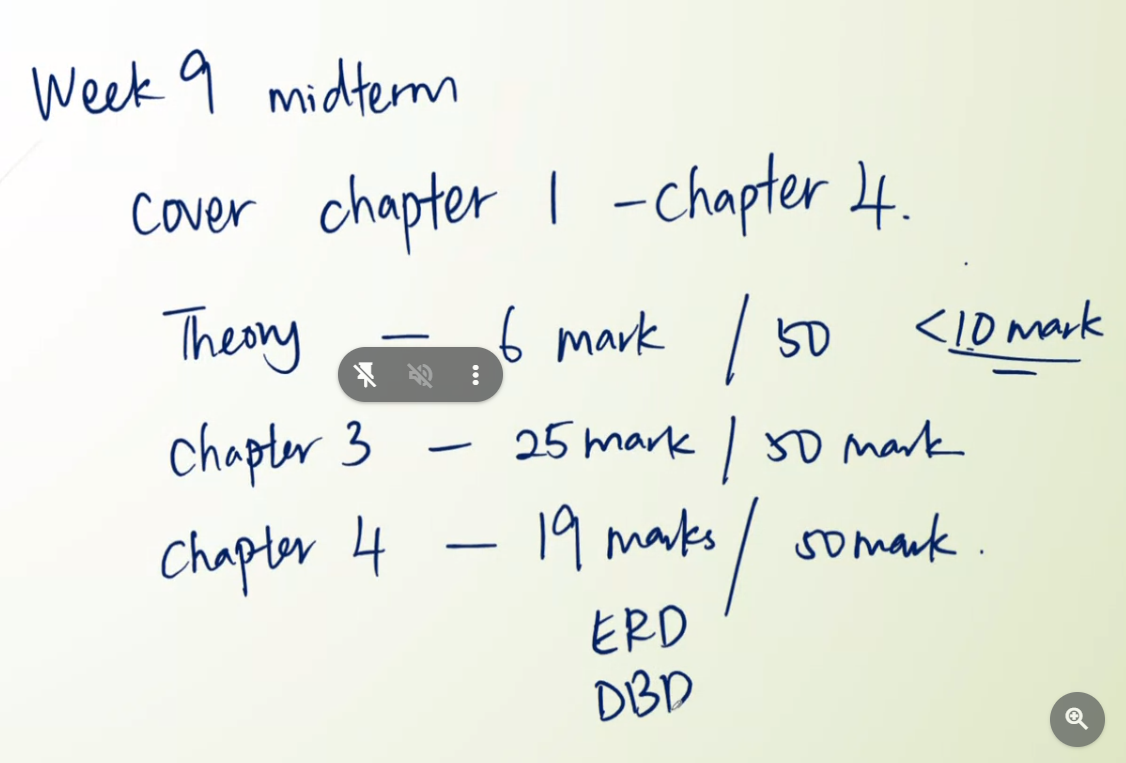 Week 9 midterm
cover chapter 1 - chapter 4.
Theory — 6 mark / 50 <10 mark
chapter 3 — 25 mark / 50 mark
chapter 4 — 19 marks / 50 mark.
ERD
DBD